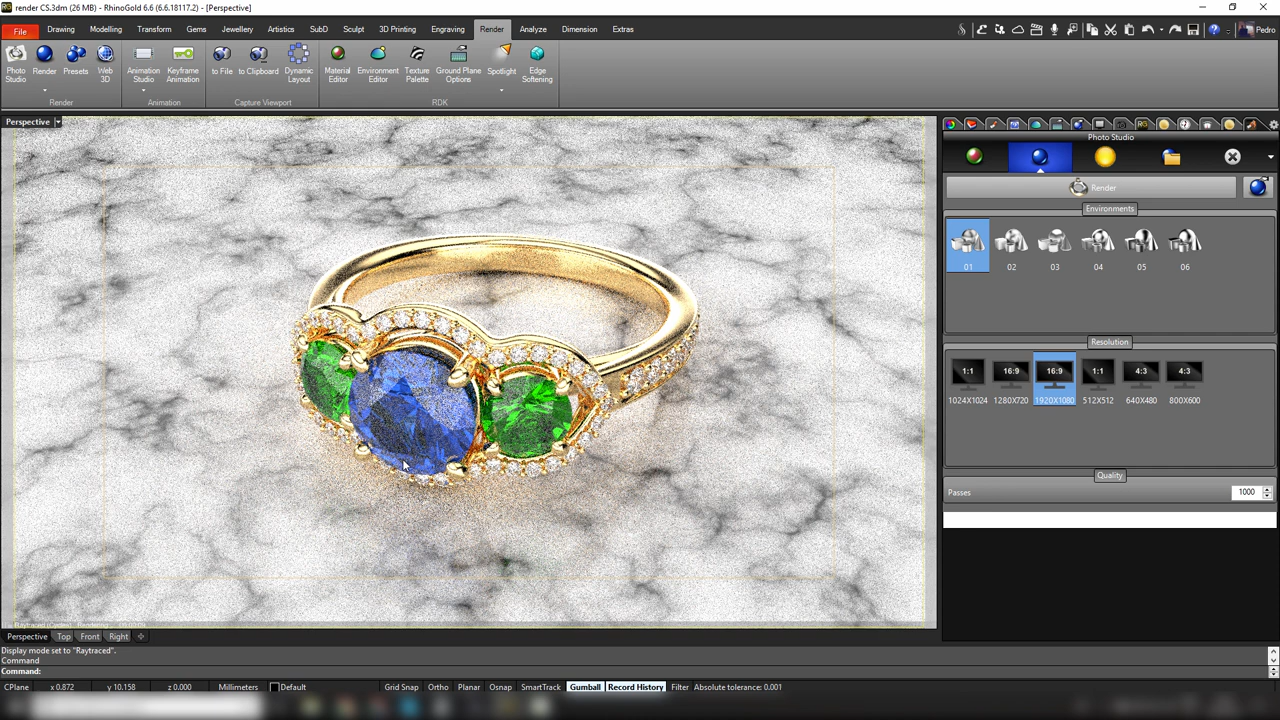 render CS.3dm (26 MB) - RhinoGold 6.6 (6.6.18117.2) - [Perspective]
File Drawing Modelling Transform Gems Jewellery Artistics SubD Sculpt 3D Printing Engraving Render Analyze Dimension Extras Pedro
Photo Studio Render Presets Web 3D Animation Studio Keyframe Animation to File to Clipboard Dynamic Layout Material Editor Environment Editor Texture Palette Ground Plane Options Spotlight Edge Softening
Render Animation Capture Viewport RDK
Perspective
Photo Studio
Render
Environments
01 02 03 04 05 06
Resolution
1:1 16:9 16:9 1:1 4:3 4:3
1024X1024 1280X720 1920X1080 512X512 640X480 800X600
Quality
Passes 1000
Perspective Top Front Right
Display mode set to "Raytraced".
Command
Command:
CPlane x 0.872 y 10.158 z 0.000 Millimeters Default Grid Snap Ortho Planar Osnap SmartTrack Gumball Record History Filter Absolute tolerance: 0.001